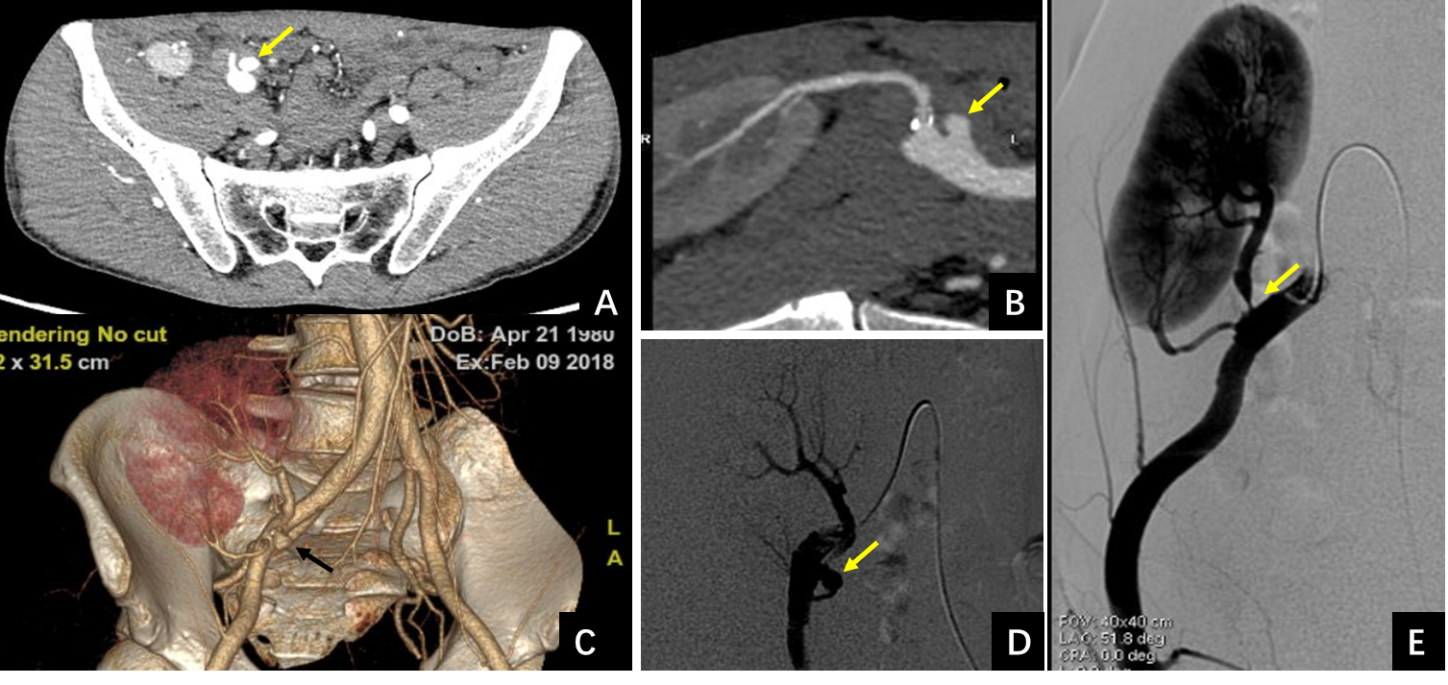 A
R
L
B
endering No cut
2 x 31.5 cm
DoB: Apr 21 1980
Ex:Feb 09 2018
L
A
C
D
FOV: 40x40 cm
LAO: 51.8 deg
CRA: 0.0 deg
E